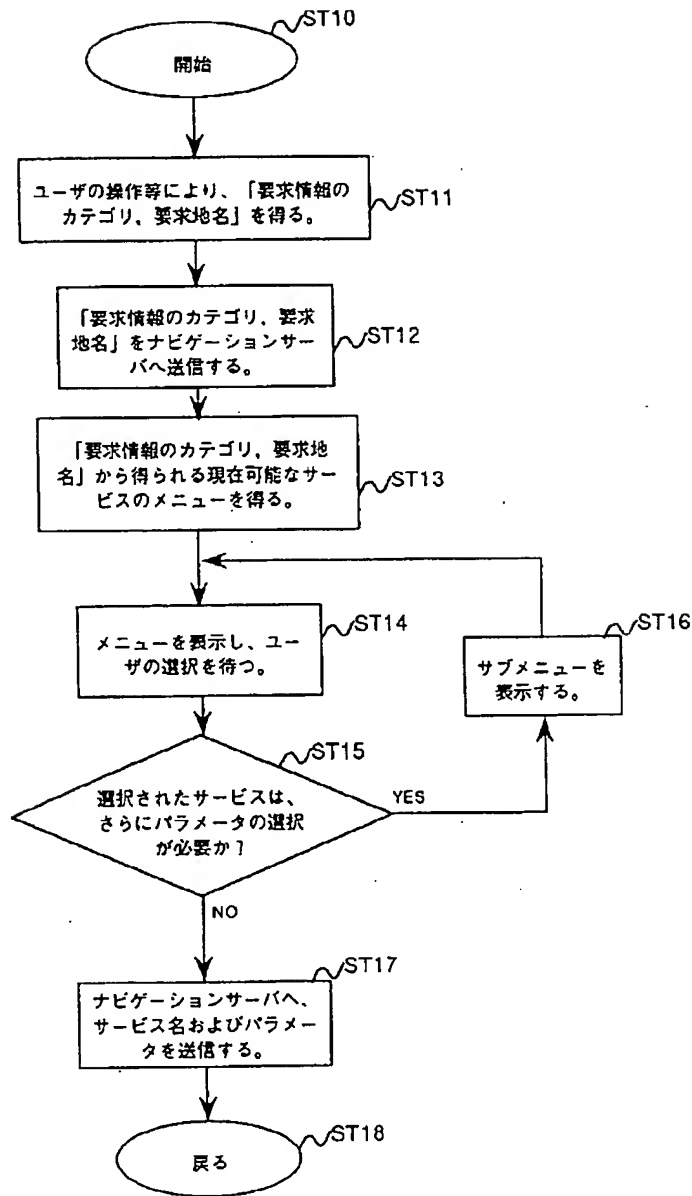 ST10
開始
ユーザの操作等により、「要求情報の
カテゴリ、要求地名」を得る。
ST11
「要求情報のカテゴリ、要求
地名」をナビゲーションサー
バへ送信する。
ST12
「要求情報のカテゴリ、要求地
名」から得られる現在可能なサー
ビスのメニューを得る。
ST13
メニューを表示し、ユー
ザの選択を待つ。
ST14
ST16
サブメニューを
表示する。
ST15
選択されたサービスは、
さらにパラメータの選択
が必要か?
YES
NO
ST17
ナビゲーションサーバへ、
サービス名およびパラメー
タを送信する。
ST18
戻る